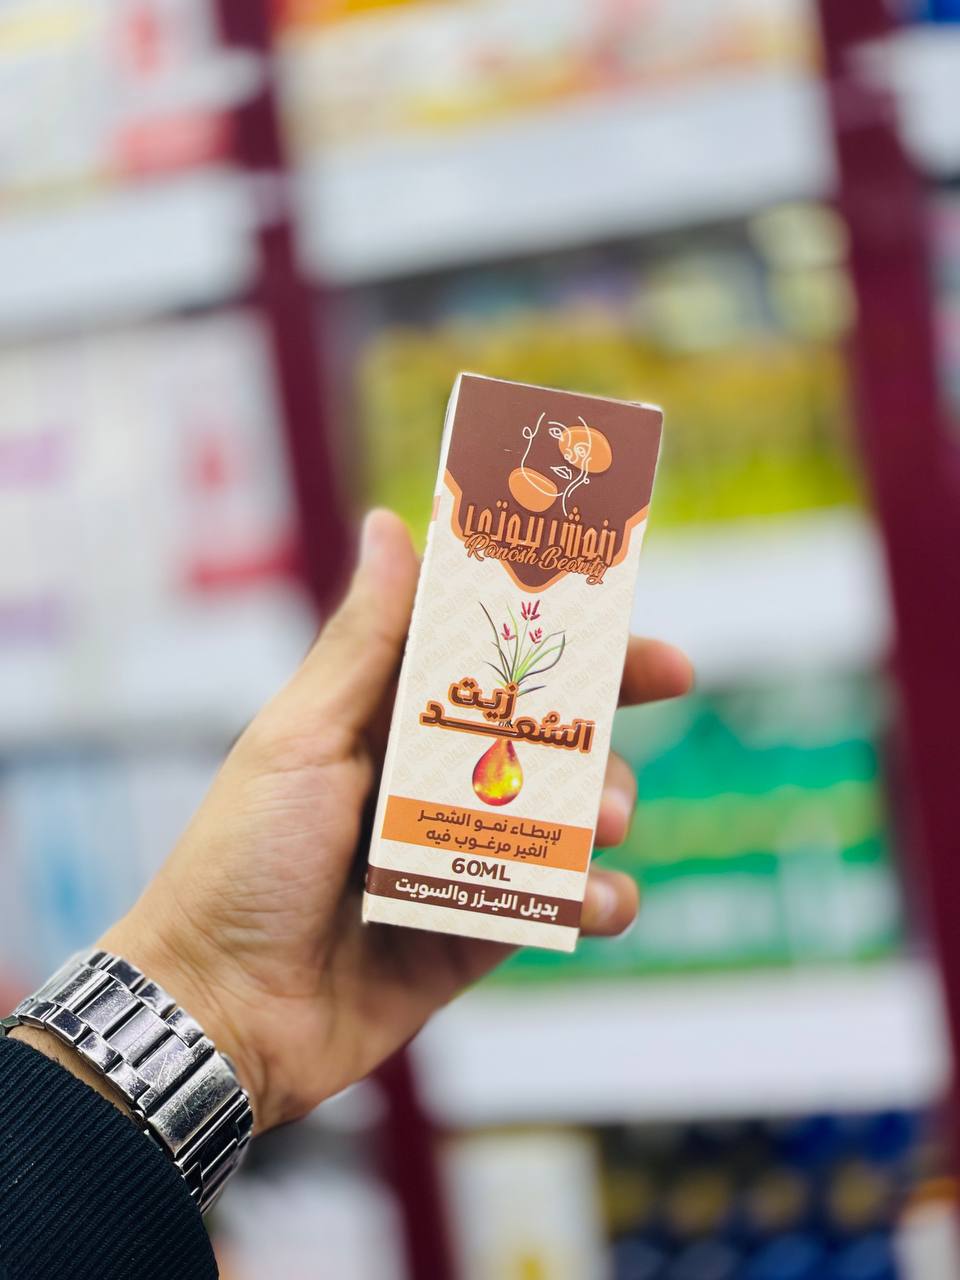 رنوش بيوتي
Ranosh Beauty
زيت
السُعد
لإبطاء نمو الشعر
الغير مرغوب فيه
60ML
بديل الليزر والسويت